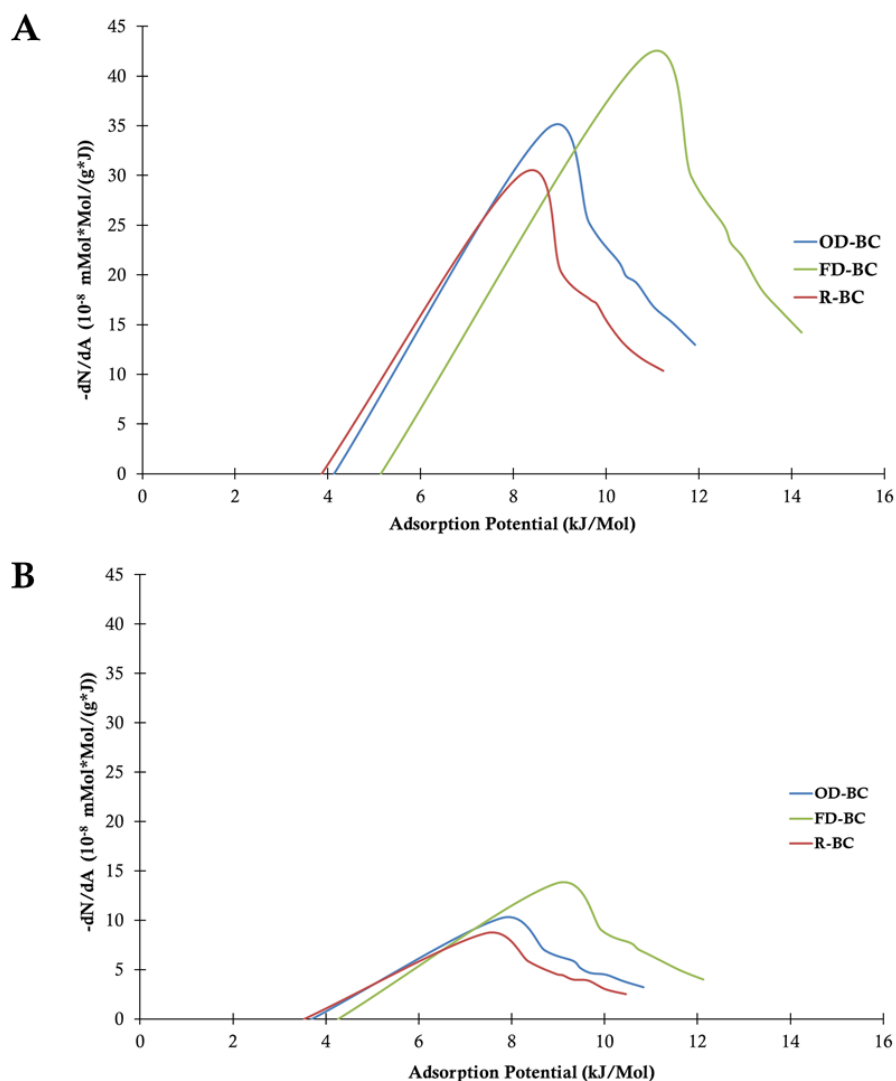 A
-dN/dA (10⁻⁸ mMol*Mol/(g*J))
45
40
35
30
25
20
15
10
5
0
0 2 4 6 8 10 12 14 16
Adsorption Potential (kJ/Mol)
OD-BC
FD-BC
R-BC
B
-dN/dA (10⁻⁸ mMol*Mol/(g*J))
45
40
35
30
25
20
15
10
5
0
0 2 4 6 8 10 12 14 16
Adsorption Potential (kJ/Mol)
OD-BC
FD-BC
R-BC